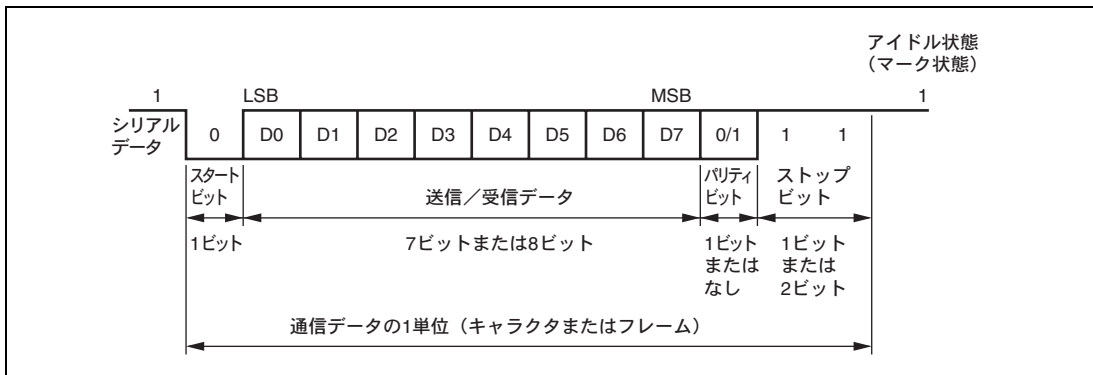 アイドル状態
（マーク状態）
1 LSB MSB 1
シリアル
データ
0 D0 D1 D2 D3 D4 D5 D6 D7 0/1 1 1
スタート
ビット
送信／受信データ
パリティ
ビット
ストップ
ビット
1ビット
7ビットまたは8ビット
1ビット
または
なし
1ビット
または
2ビット
通信データの1単位（キャラクタまたはフレーム）